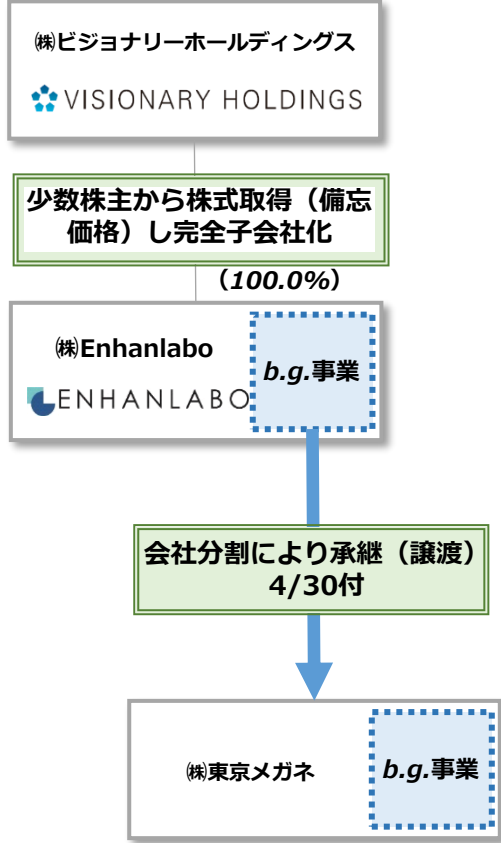 ㈱ビジョナリーホールディングス
VISIONARY HOLDINGS
少数株主から株式取得（備忘
価格）し完全子会社化
（100.0%）
㈱Enhanlabo
ENHANLABO
b.g.事業
会社分割により承継（譲渡）
4/30付
㈱東京メガネ
b.g.事業